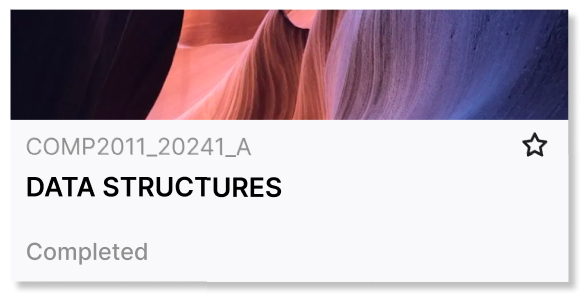 COMP2011_20241_A
DATA STRUCTURES
Completed